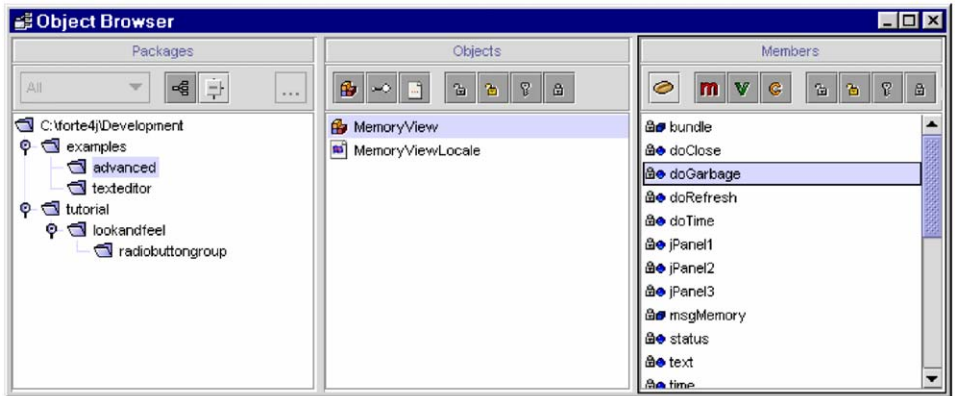 Object Browser
Packages
All
...
C:\forte4j\Development
examples
advanced
texteditor
tutorial
lookandfeel
radiobuttongroup
Objects
MemoryView
MemoryViewLocale
Members
m V C
bundle
doClose
doGarbage
doRefresh
doTime
jPanel1
jPanel2
jPanel3
msgMemory
status
text
time